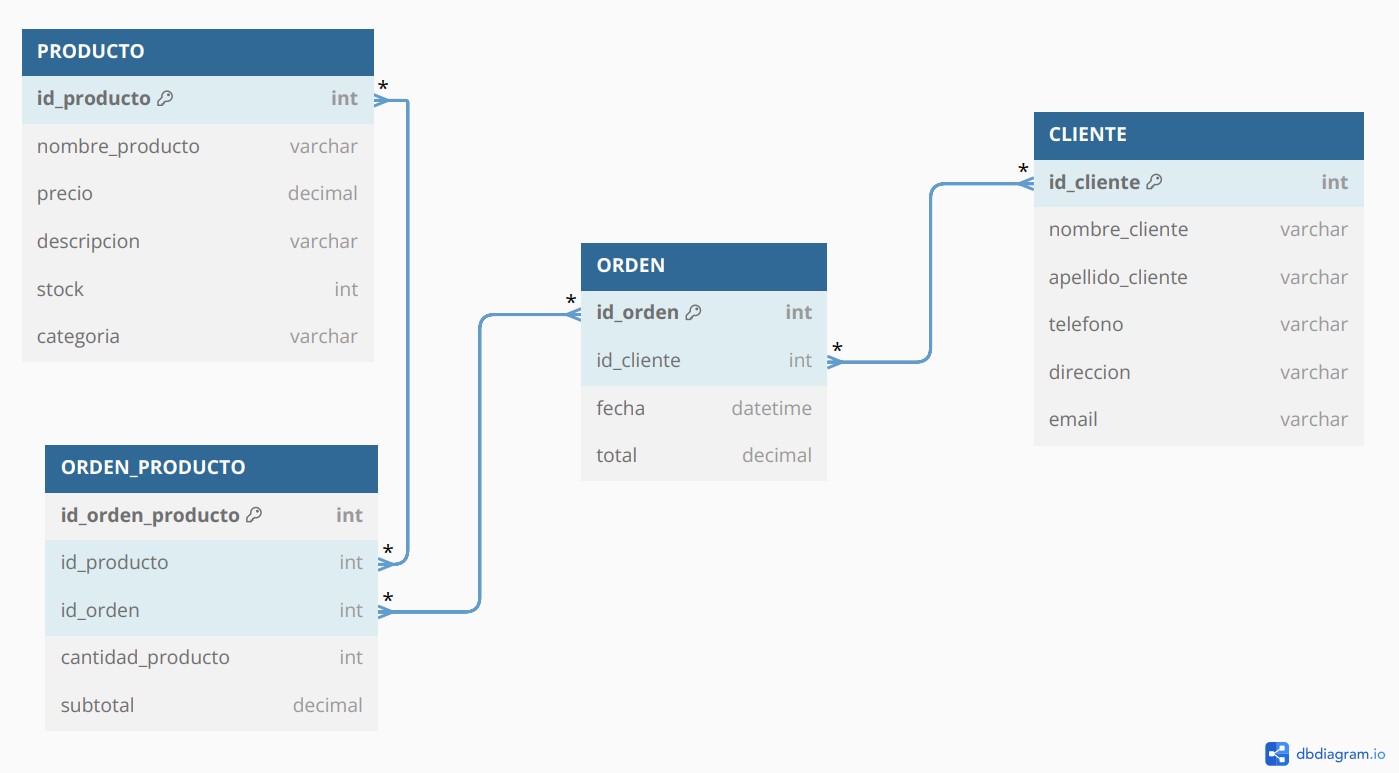 PRODUCTO
id_producto int
nombre_producto varchar
precio decimal
descripcion varchar
stock int
categoria varchar
ORDEN_PRODUCTO
id_orden_producto int
id_producto int
id_orden int
cantidad_producto int
subtotal decimal
ORDEN
id_orden int
id_cliente int
fecha datetime
total decimal
CLIENTE
id_cliente int
nombre_cliente varchar
apellido_cliente varchar
telefono varchar
direccion varchar
email varchar
*
*
*
*
*
*
dbdiagram.io